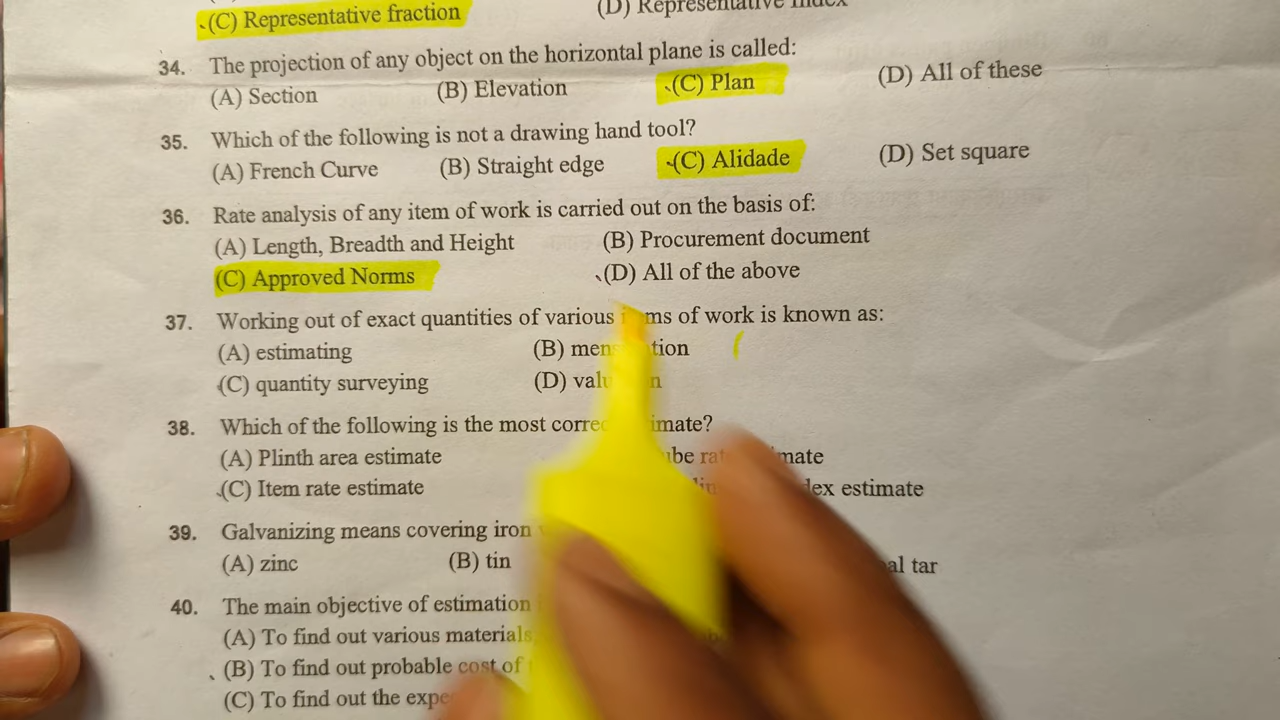 (C) Representative fraction (D) Representative Index
34. The projection of any object on the horizontal plane is called:
(A) Section (B) Elevation (C) Plan (D) All of these
35. Which of the following is not a drawing hand tool?
(A) French Curve (B) Straight edge (C) Alidade (D) Set square
36. Rate analysis of any item of work is carried out on the basis of:
(A) Length, Breadth and Height (B) Procurement document
(C) Approved Norms (D) All of the above
37. Working out of exact quantities of various of work is known as:
(A) estimating (B)
(C) quantity surveying (D)
38. Which of the following is the most
(A) Plinth area estimate
(C) Item rate estimate estimate
39. Galvanizing means covering iron
(A) zinc (B) tin tar
40. The main objective of estimation
(A) To find out various materials
(B) To find out probable cost of
(C) To find out the